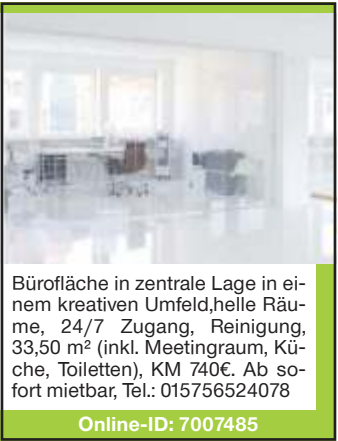 Bürofläche in zentrale Lage in ei-
nem kreativen Umfeld,helle Räu-
me, 24/7 Zugang, Reinigung,
33,50 m² (inkl. Meetingraum, Kü-
che, Toiletten), KM 740€. Ab so-
fort mietbar, Tel.: 015756524078
Online-ID: 7007485